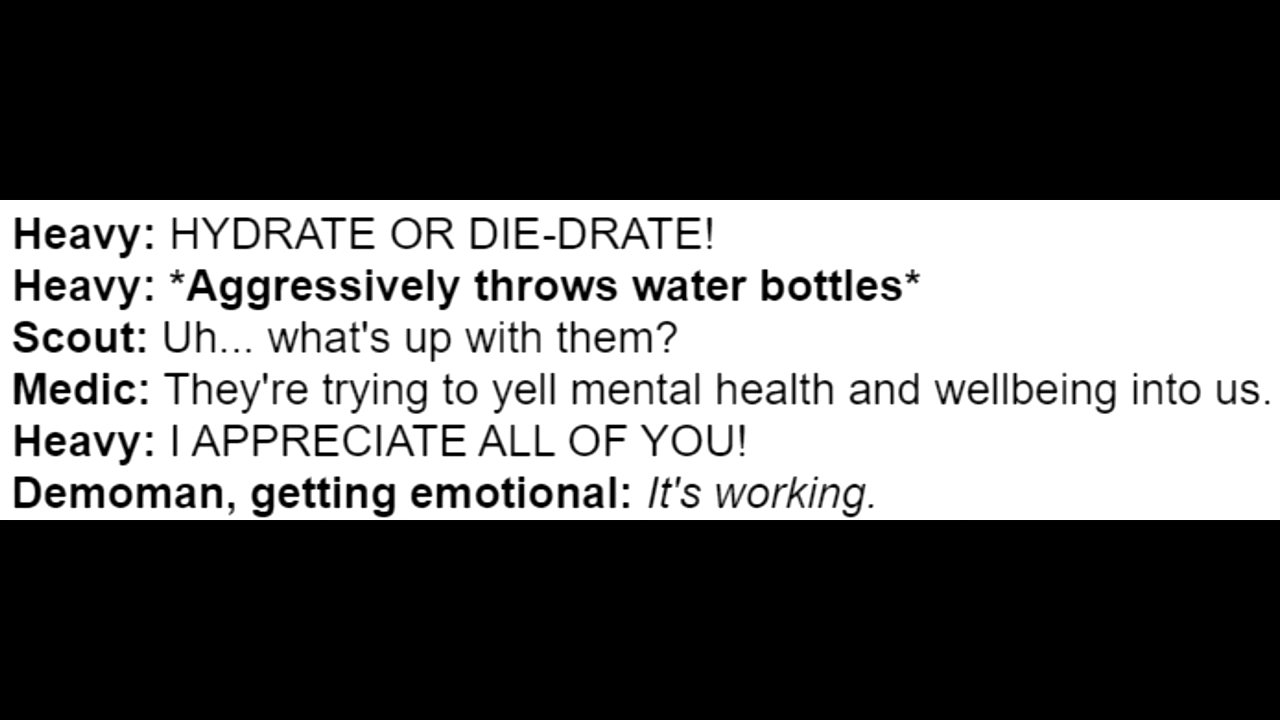 Heavy: HYDRATE OR DIE-DRATE!
Heavy: *Aggressively throws water bottles*
Scout: Uh... what's up with them?
Medic: They're trying to yell mental health and wellbeing into us.
Heavy: I APPRECIATE ALL OF YOU!
Demoman, getting emotional: It's working.